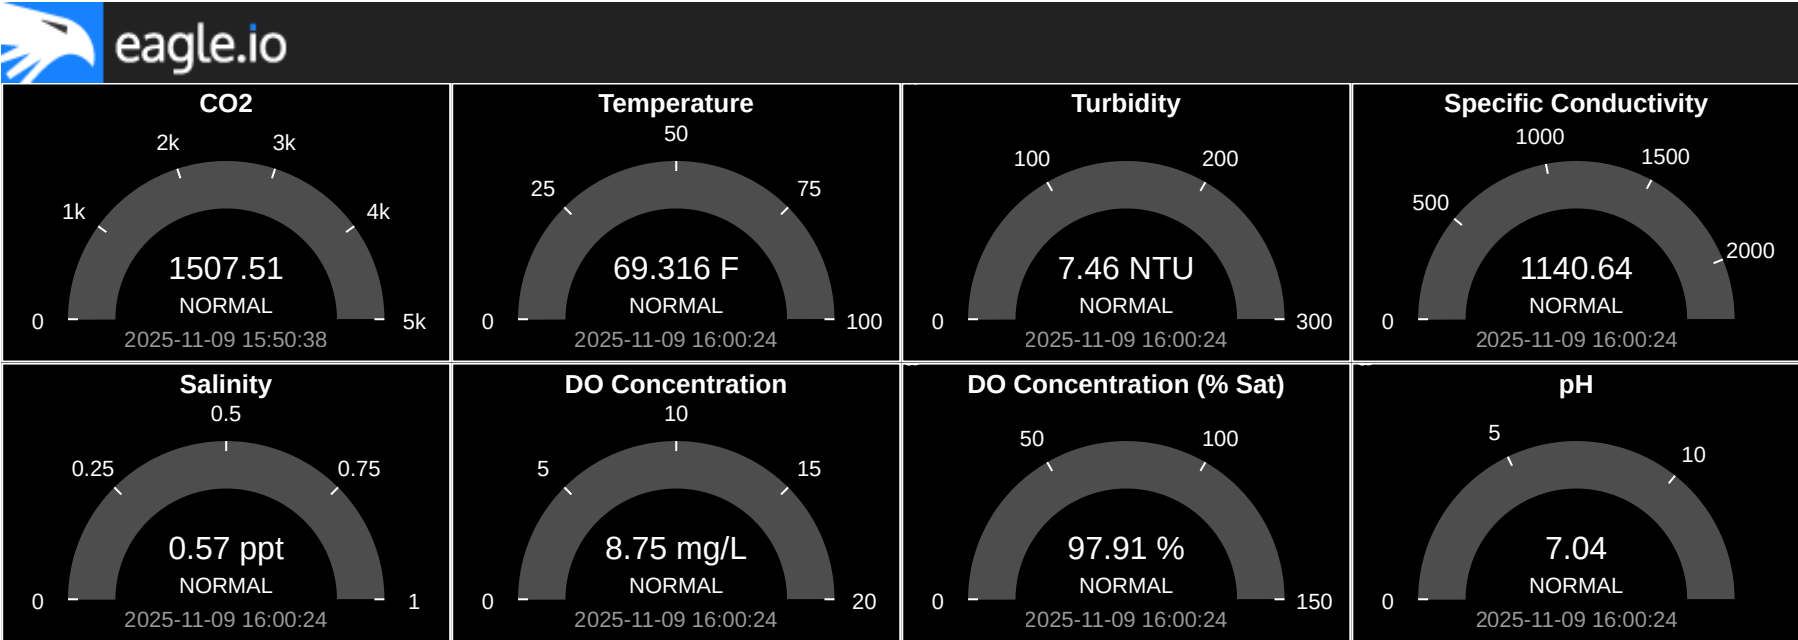 eagle.io
CO2
2k
3k
1k
4k
1507.51
NORMAL
0
5k
2025-11-09 15:50:38
Temperature
50
25
75
69.316 F
NORMAL
0
100
2025-11-09 16:00:24
Turbidity
100
200
7.46 NTU
NORMAL
0
300
2025-11-09 16:00:24
Specific Conductivity
1000
1500
500
2000
1140.64
NORMAL
0
2025-11-09 16:00:24
Salinity
0.5
0.25
0.75
0.57 ppt
NORMAL
0
1
2025-11-09 16:00:24
DO Concentration
10
5
15
8.75 mg/L
NORMAL
0
20
2025-11-09 16:00:24
DO Concentration (% Sat)
50
100
97.91 %
NORMAL
0
150
2025-11-09 16:00:24
pH
5
10
7.04
NORMAL
0
2025-11-09 16:00:24